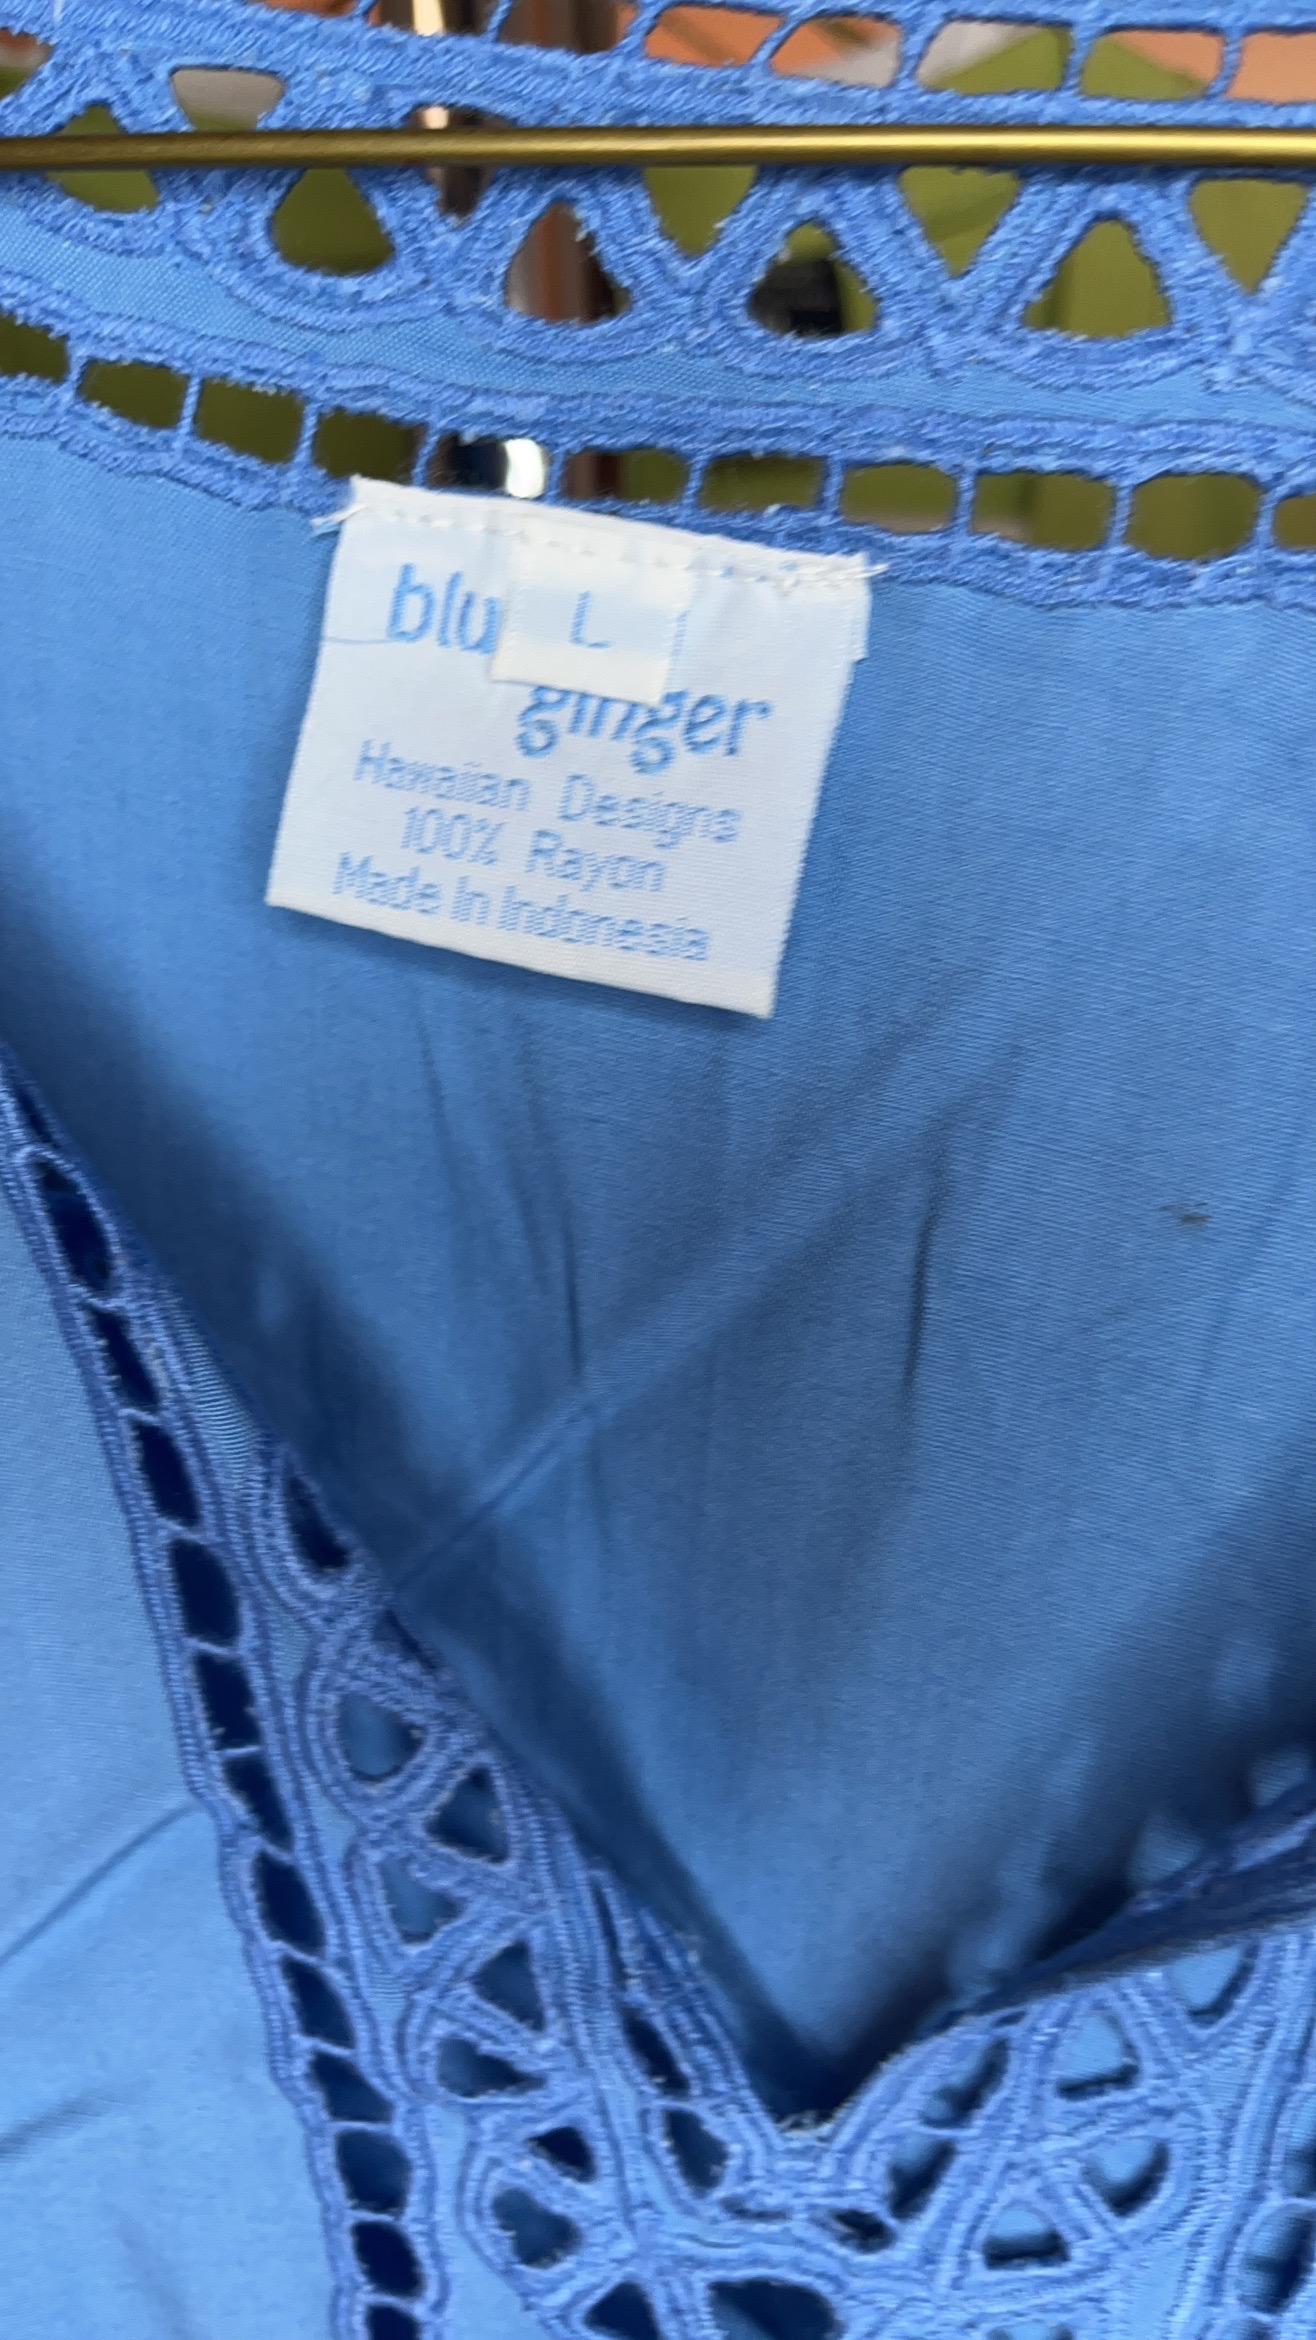 blu
L
ginger
Hawaiian Designs
100% Rayon
Made In Indonesia